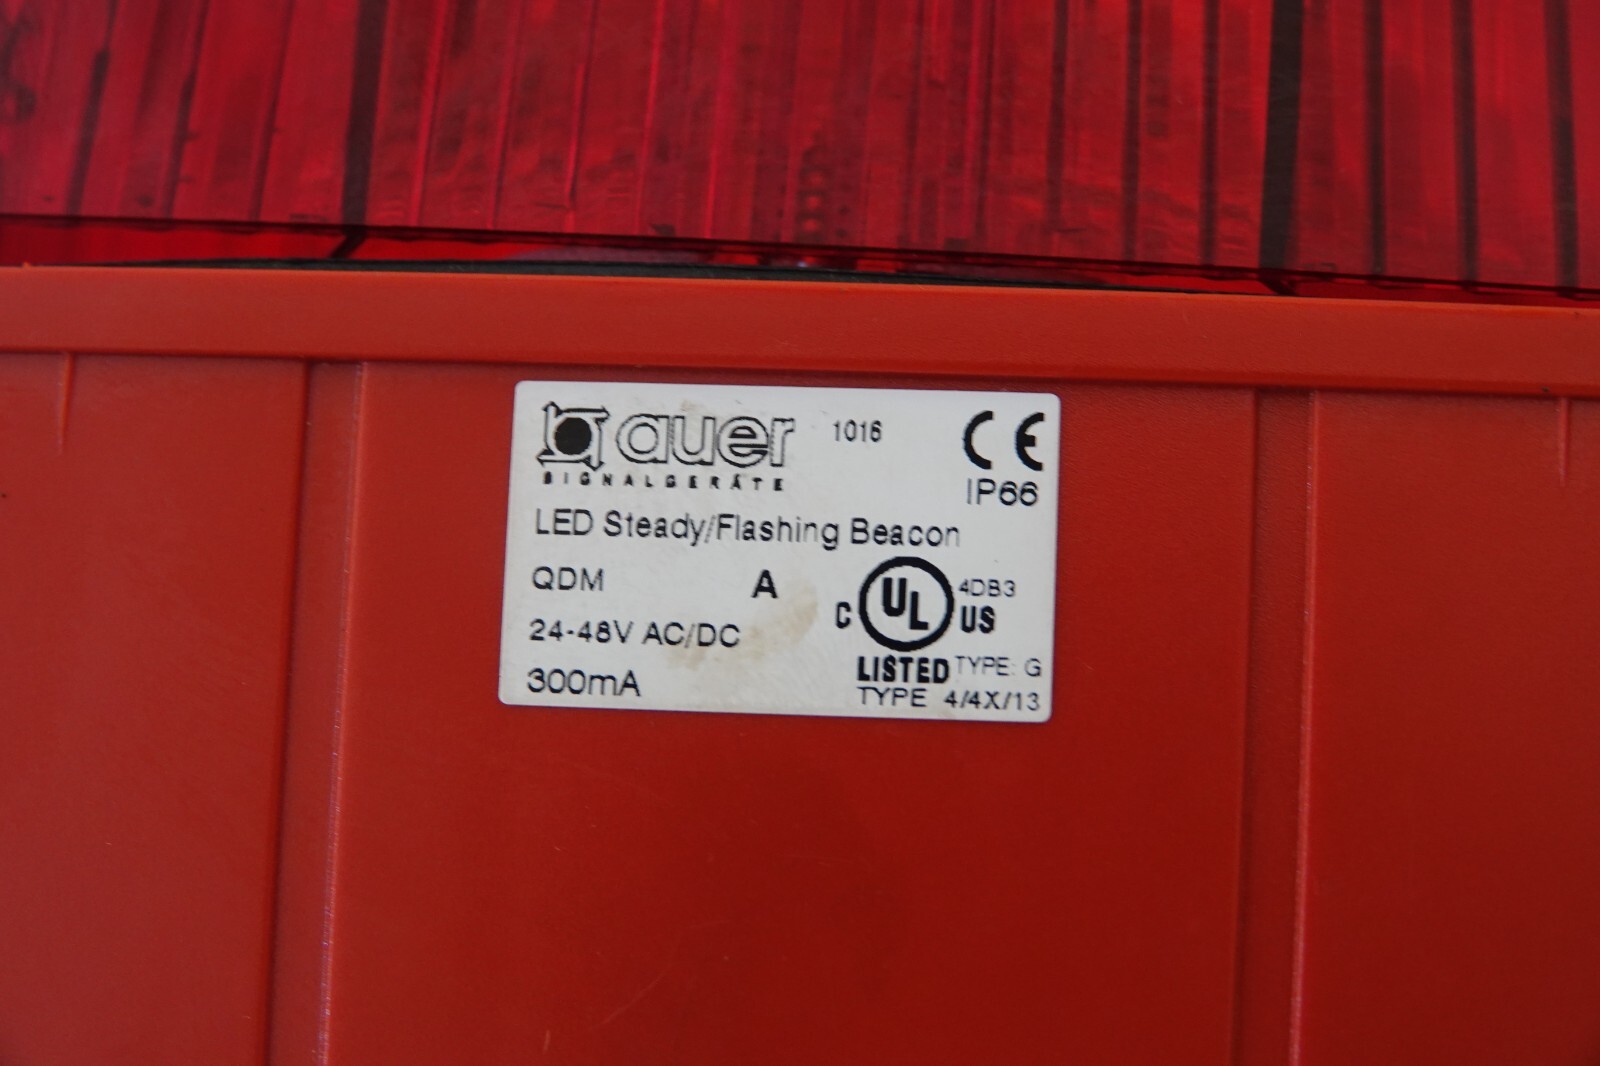 auer 1016 CE
SIGNALGERÄTE IP66
LED Steady/Flashing Beacon
QDM A C UL US 4DB3
24-48V AC/DC
300mA LISTED TYPE: G
TYPE 4/4X/13